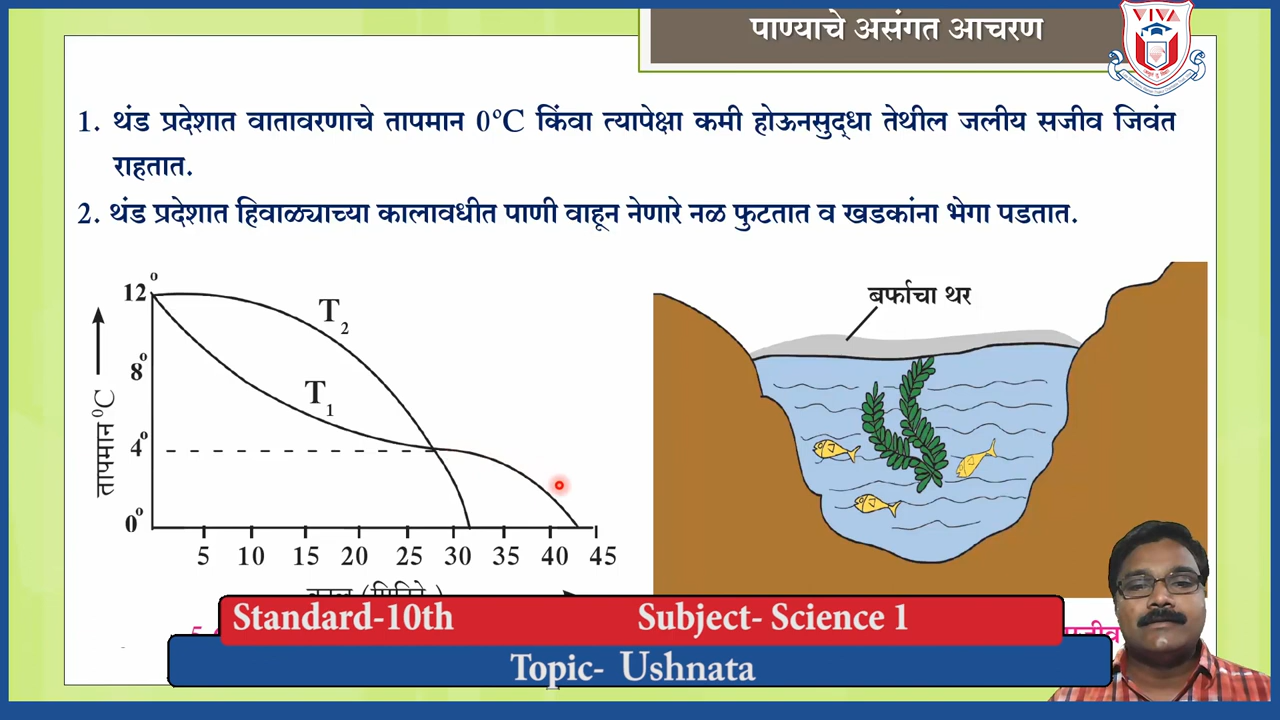 पाण्याचे असंगत आचरण
VIVA
1. थंड प्रदेशात वातावरणाचे तापमान 0°C किंवा त्यापेक्षा कमी होऊनसुद्धा तेथील जलीय सजीव जिवंत
राहतात.
2. थंड प्रदेशात हिवाळ्याच्या कालावधीत पाणी वाहून नेणारे नळ फुटतात व खडकांना भेगा पडतात.
12°
8°
4°
0°
तापमान °C
T2
T1
5 10 15 20 25 30 35 40 45
बर्फाचा थर
Standard-10th Subject- Science 1
Topic- Ushnata